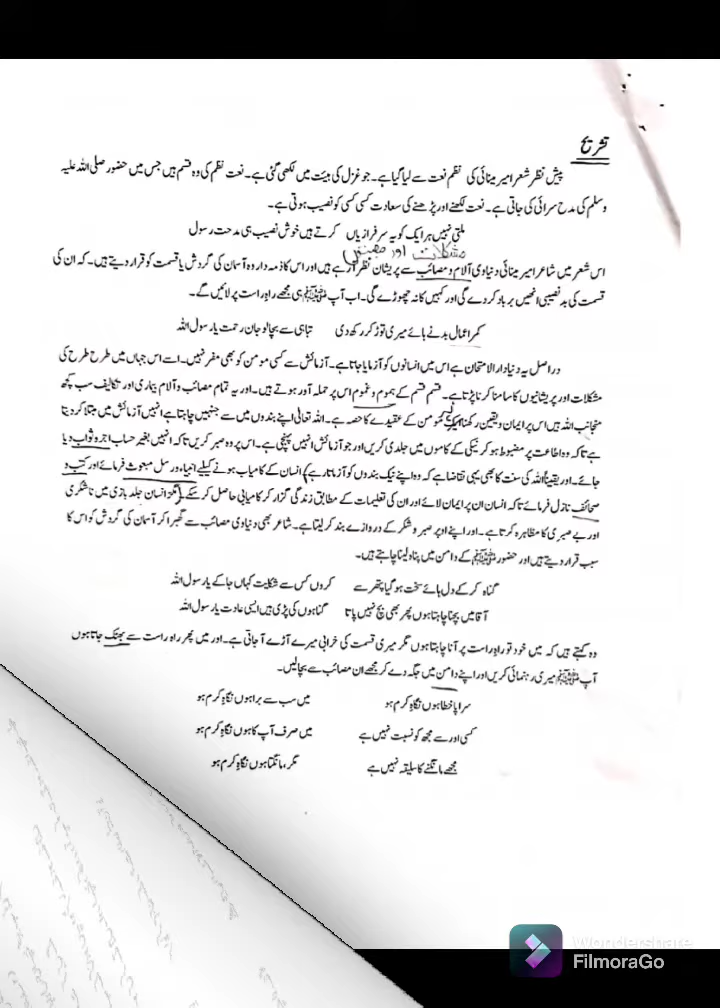 تشریح
پیش نظر شعر امیر مینائی کی نظم نعت سے لیا گیا ہے۔ جو غزل کی ہیئت میں لکھی گئی ہے۔ نعت نظم کی وہ قسم ہیں جس میں حضور صلی اللہ علیہ
وسلم کی مدح سرائی کی جاتی ہے۔ نعت لکھنے اور پڑھنے کی سعادت کسی کسی کو نصیب ہوتی ہے۔
ملتی نہیں ہر ایک کو یہ سرفرازیاں کرتے ہیں خوش نصیب ہی مدحت رسول
مشکلات اور
اس شعر میں شاعر امیر مینائی دنیاوی آلام و مصائب سے پریشان نظر آرہے ہیں اور اس کا ذمہ دار وہ آسمان کی گردش یا قسمت کو قرار دیتے ہیں۔ کہ ان کی
قسمت کی بد نصیبی انھیں برباد کر دے گی اور کہیں کا نہ چھوڑے گی۔ اب آپ ﷺ ہی مجھے راہ راست پر لائیں گے۔
کمر اعمال بد نے ہائے میری توڑ کر رکھ دی تباہی سے بچا لو جان رحمت یا رسول اللہ
دراصل یہ دنیا دارالامتحان ہے اس میں انسانوں کو آزمایا جاتا ہے۔ آزمائش سے کسی مومن کو بھی مفر نہیں۔ اسے اس جہاں میں طرح طرح کی
مشکلات اور پریشانیوں کا سامنا کرنا پڑتا ہے۔ قسم قسم کے ہموم و غموم اس پر حملہ آور ہوتے ہیں۔ اور یہ تمام مصائب و آلام بیماری اور تکالیف سب کچھ
منجانب اللہ ہیں اس پر ایمان و یقین رکھنا ایک مومن کے عقیدے کا حصہ ہے۔ اللہ تعالیٰ اپنے بندوں میں سے جنہیں چاہتا ہے انہیں آزمائش میں مبتلا کر دیتا
ہے تاکہ وہ اطاعت پر مضبوط ہو کر نیکی کے کاموں میں جلدی کریں اور جو آزمائش انہیں پہنچی ہے۔ اس پر وہ صبر کریں تاکہ انہیں بغیر حساب اجر و ثواب دیا
جائے۔ اور یقیناً اللہ کی سنت کا بھی یہی تقاضا ہے کہ وہ اپنے نیک بندوں کو آزماتا رہے) انسان کے کامیاب ہونے کیلئے انبیاء و رسل مبعوث فرمائے اور کتب و
صحائف نازل فرمائے تاکہ انسان ان پر ایمان لائے اور ان کی تعلیمات کے مطابق زندگی گزار کر کامیابی حاصل کر سکے۔ مگر انسان جلد بازی میں ناشکری
اور بے صبری کا مظاہرہ کرتا ہے۔ اور اپنے اوپر صبر و شکر کے دروازے بند کر لیتا ہے۔ شاعر بھی دنیاوی مصائب سے گھبرا کر آسمان کی گردش کو اس کا
سبب قرار دیتے ہیں اور حضور ﷺ کے دامن میں پناہ لینا چاہتے ہیں۔
گناہ کر کے دل ہائے سخت ہو گیا پتھر سے کروں کس سے شکایت کہاں جا کے یا رسول اللہ
آقا میں بچنا چاہتا ہوں پھر بھی بچ نہیں پاتا گناہوں کی پڑی ہیں ایسی عادت یا رسول اللہ
وہ کہتے ہیں کہ میں خود تو راہ راست پر آنا چاہتا ہوں مگر میری قسمت کی خرابی میرے آڑے آجاتی ہے۔ اور میں پھر راہ راست سے بھٹک جاتا ہوں
آپ ﷺ میری رہنمائی کریں اور اپنے دامن میں جگہ دے کر مجھے ان مصائب سے بچالیں۔
سراپا خطا ہوں نگاہِ کرم ہو میں سب سے برا ہوں نگاہِ کرم ہو
کسی اور سے مجھ کو نسبت نہیں ہے میں صرف آپ کا ہوں نگاہِ کرم ہو
مجھے مانگنے کا سلیقہ نہیں ہے مگر، مانگتا ہوں نگاہِ کرم ہو
Wondershare
FilmoraGo